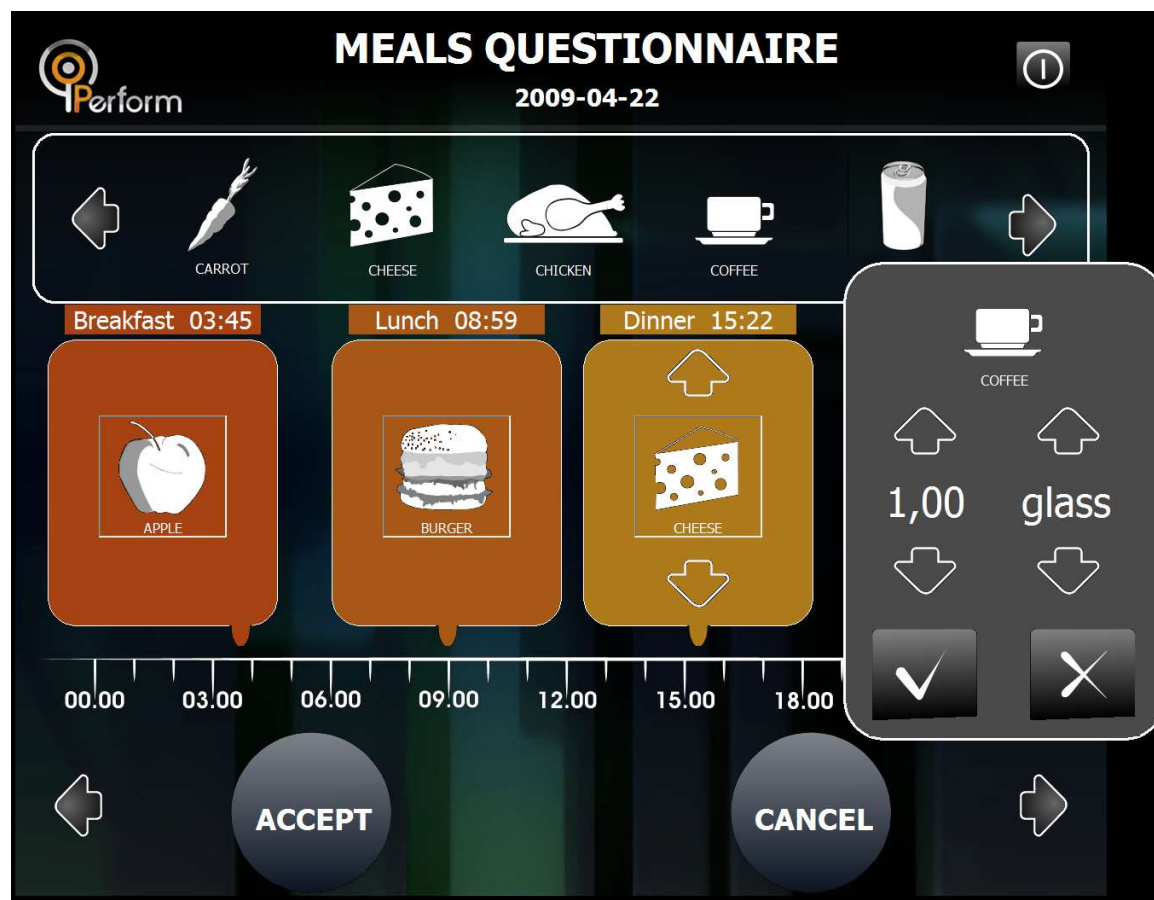 MEALS QUESTIONNAIRE
Perform
2009-04-22
CARROT CHEESE CHICKEN COFFEE
Breakfast 03:45 Lunch 08:59 Dinner 15:22
COFFEE
1,00 glass
APPLE BURGER CHEESE
00.00 03.00 06.00 09.00 12.00 15.00 18.00
ACCEPT CANCEL